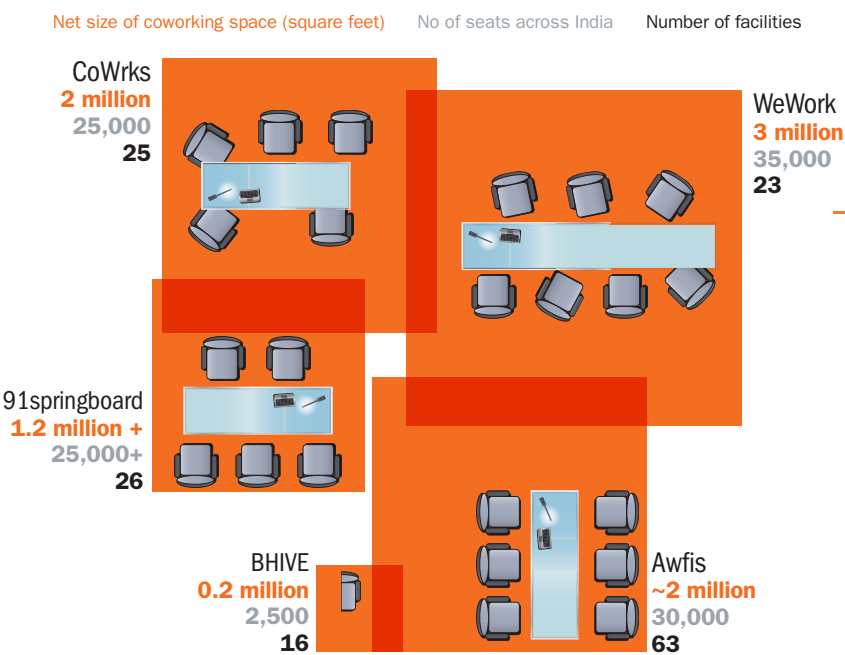 Net size of coworking space (square feet) No of seats across India Number of facilities
CoWrks
2 million
25,000
25
WeWork
3 million
35,000
23
91springboard
1.2 million +
25,000+
26
BHIVE
0.2 million
2,500
16
Awfis
~2 million
30,000
63